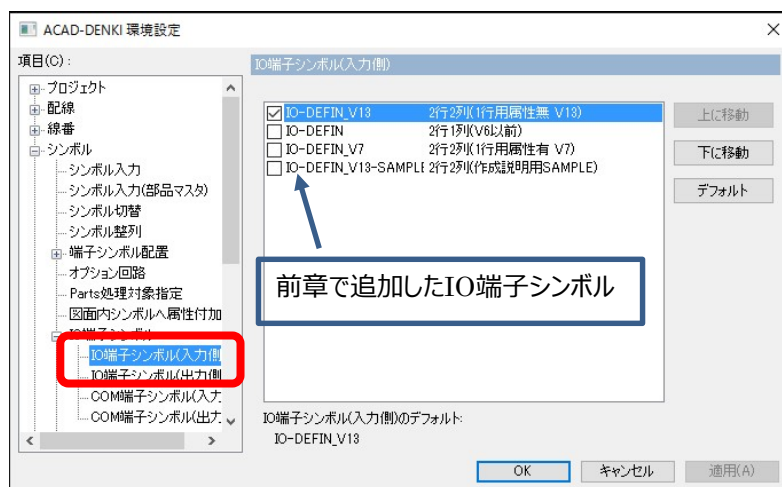 ACAD-DENKI 環境設定
項目(C):
プロジェクト
配線
線番
シンボル
シンボル入力
シンボル入力(部品マスタ)
シンボル切替
シンボル整列
端子シンボル配置
オプション回路
Parts処理対象指定
図面内シンボルへ属性付加
IO端子シンボル
IO端子シンボル(入力側
IO端子シンボル(出力側
COM端子シンボル(入力
COM端子シンボル(出力
IO端子シンボル(入力側)
IO-DEFIN_V13 2行2列(1行用属性無 V13)
IO-DEFIN 2行1列(V6以前)
IO-DEFIN_V7 2行2列(1行用属性有 V7)
IO-DEFIN_V13-SAMPLE 2行2列(作成説明用SAMPLE)
前章で追加したIO端子シンボル
IO端子シンボル(入力側)のデフォルト:
IO-DEFIN_V13
上に移動
下に移動
デフォルト
OK キャンセル 適用(A)